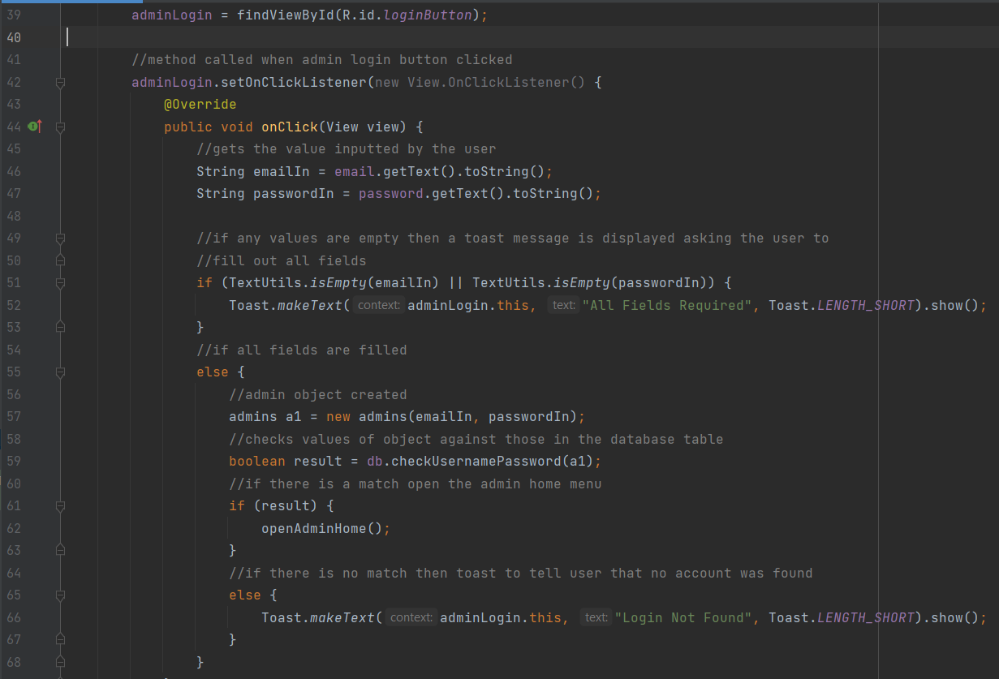 39 adminLogin = findViewById(R.id.loginButton);
40
41 //method called when admin login button clicked
42 adminLogin.setOnClickListener(new View.OnClickListener() {
43 @Override
44 public void onClick(View view) {
45 //gets the value inputted by the user
46 String emailIn = email.getText().toString();
47 String passwordIn = password.getText().toString();
48
49 //if any values are empty then a toast message is displayed asking the user to
50 //fill out all fields
51 if (TextUtils.isEmpty(emailIn) || TextUtils.isEmpty(passwordIn)) {
52 Toast.makeText( context: adminLogin.this, text: "All Fields Required", Toast.LENGTH_SHORT).show();
53 }
54 //if all fields are filled
55 else {
56 //admin object created
57 admins a1 = new admins(emailIn, passwordIn);
58 //checks values of object against those in the database table
59 boolean result = db.checkUsernamePassword(a1);
60 //if there is a match open the admin home menu
61 if (result) {
62 openAdminHome();
63 }
64 //if there is no match then toast to tell user that no account was found
65 else {
66 Toast.makeText( context: adminLogin.this, text: "Login Not Found", Toast.LENGTH_SHORT).show();
67 }
68 }